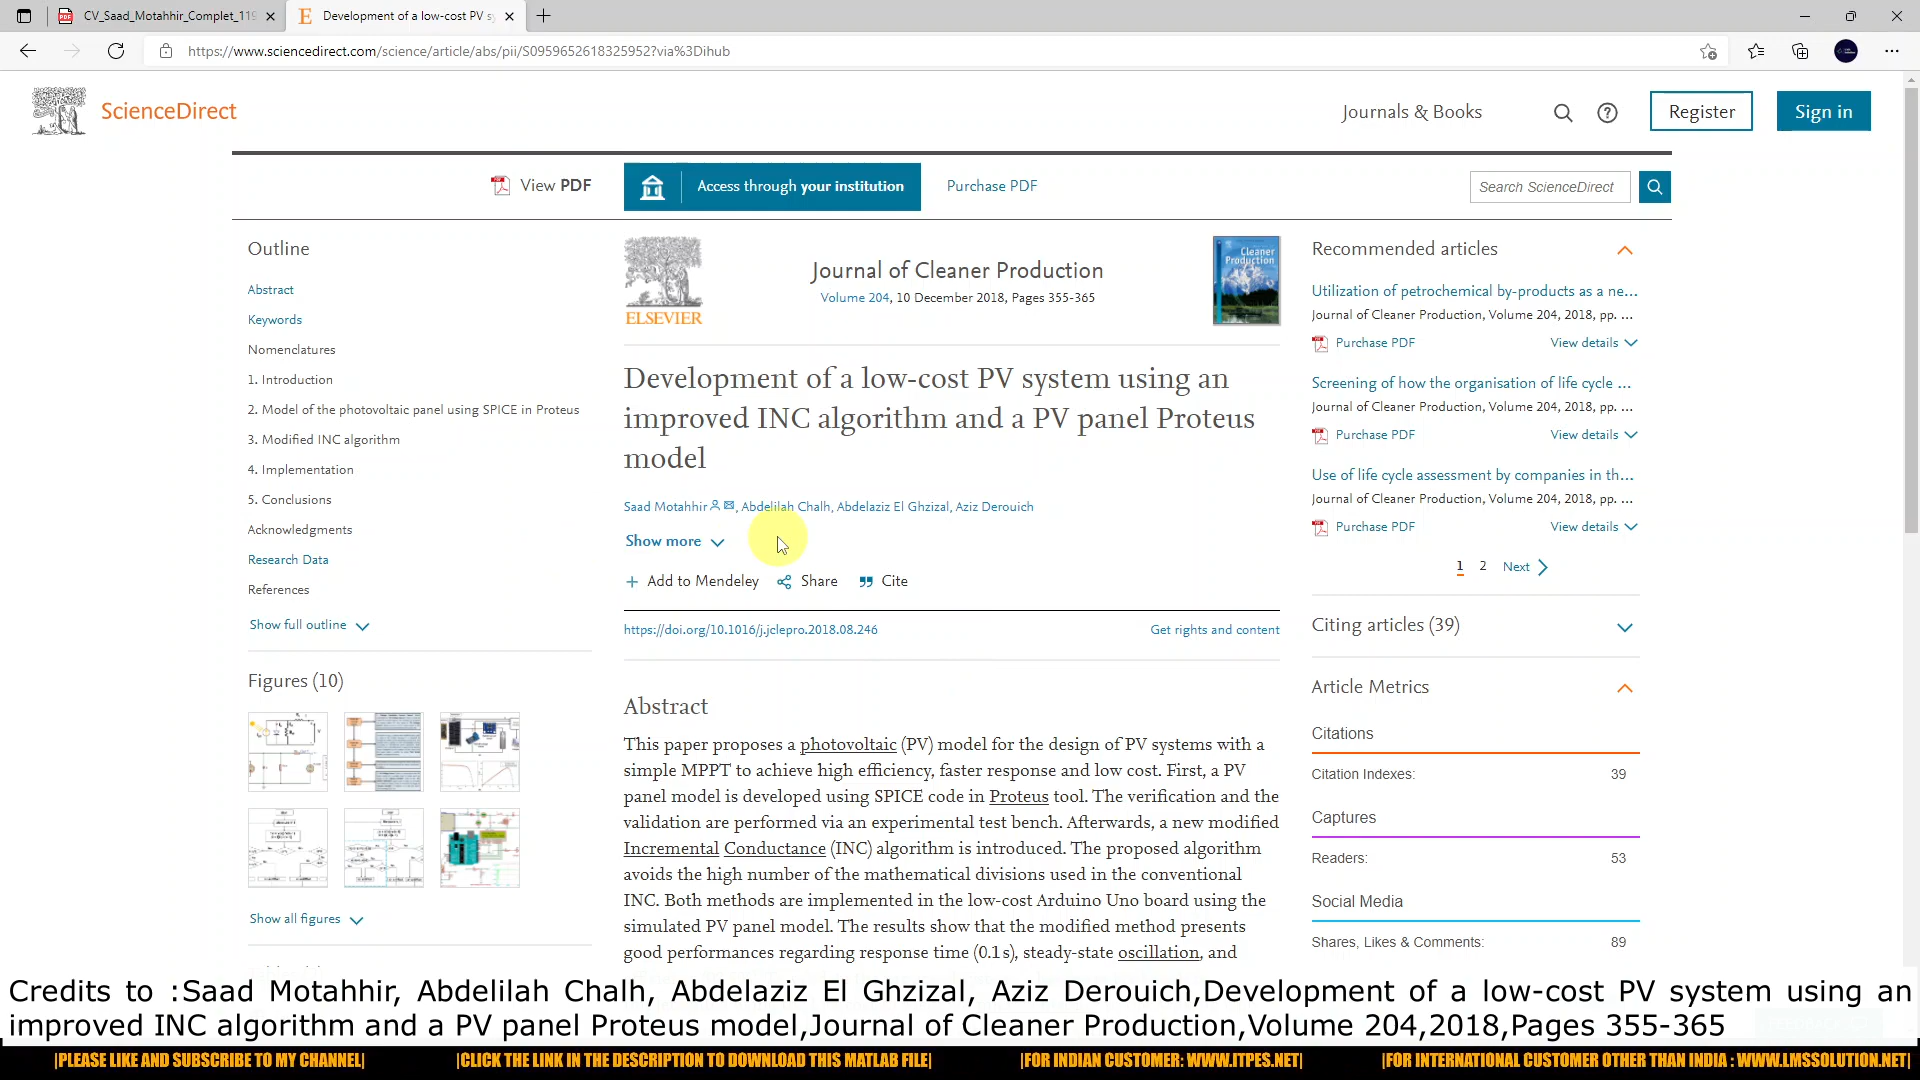 CV_Saad_Motahhir_Complet_119
Development of a low-cost PV sy
https://www.sciencedirect.com/science/article/abs/pii/S0959652618325952?via%3Dihub
ScienceDirect
Journals & Books
Register
Sign in
View PDF
Access through your institution
Purchase PDF
Search ScienceDirect
Outline
Abstract
Keywords
Nomenclatures
1. Introduction
2. Model of the photovoltaic panel using SPICE in Proteus
3. Modified INC algorithm
4. Implementation
5. Conclusions
Acknowledgments
Research Data
References
Show full outline
Figures (10)
Show all figures
ELSEVIER
Journal of Cleaner Production
Volume 204, 10 December 2018, Pages 355-365
Cleaner
Production
Development of a low-cost PV system using an
improved INC algorithm and a PV panel Proteus
model
Saad Motahhir, Abdelilah Chalh, Abdelaziz El Ghzizal, Aziz Derouich
Show more
Add to Mendeley
Share
Cite
https://doi.org/10.1016/j.jclepro.2018.08.246
Get rights and content
Abstract
This paper proposes a photovoltaic (PV) model for the design of PV systems with a
simple MPPT to achieve high efficiency, faster response and low cost. First, a PV
panel model is developed using SPICE code in Proteus tool. The verification and the
validation are performed via an experimental test bench. Afterwards, a new modified
Incremental Conductance (INC) algorithm is introduced. The proposed algorithm
avoids the high number of the mathematical divisions used in the conventional
INC. Both methods are implemented in the low-cost Arduino Uno board using the
simulated PV panel model. The results show that the modified method presents
good performances regarding response time (0.1 s), steady-state oscillation, and
Recommended articles
Utilization of petrochemical by-products as a ne...
Journal of Cleaner Production, Volume 204, 2018, pp. ...
Purchase PDF
View details
Screening of how the organisation of life cycle ...
Journal of Cleaner Production, Volume 204, 2018, pp. ...
Purchase PDF
View details
Use of life cycle assessment by companies in th...
Journal of Cleaner Production, Volume 204, 2018, pp. ...
Purchase PDF
View details
1 2 Next
Citing articles (39)
Article Metrics
Citations
Citation Indexes: 39
Captures
Readers: 53
Social Media
Shares, Likes & Comments: 89
Credits to :Saad Motahhir, Abdelilah Chalh, Abdelaziz El Ghzizal, Aziz Derouich,Development of a low-cost PV system using an
improved INC algorithm and a PV panel Proteus model,Journal of Cleaner Production,Volume 204,2018,Pages 355-365
|PLEASE LIKE AND SUBSCRIBE TO MY CHANNEL| |CLICK THE LINK IN THE DESCRIPTION TO DOWNLOAD THIS MATLAB FILE| |FOR INDIAN CUSTOMER: WWW.ITPES.NET| |FOR INTERNATIONAL CUSTOMER OTHER THAN INDIA : WWW.LMSSOLUTION.NET|